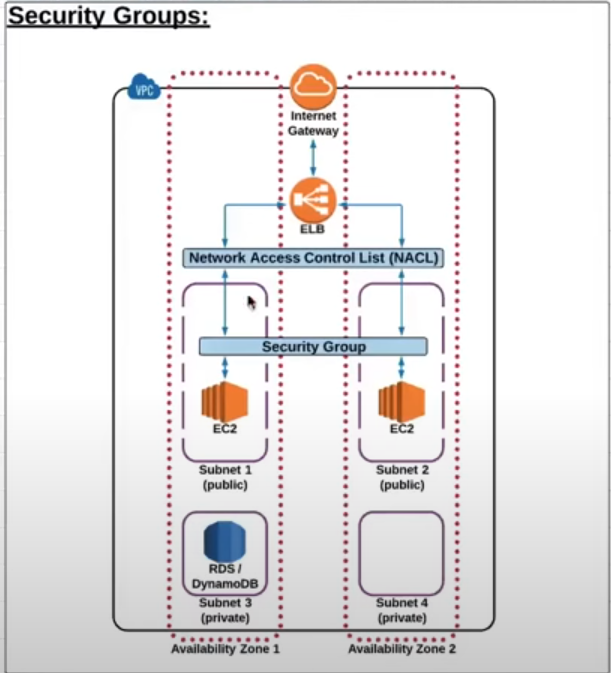 Security Groups:
VPC
Internet
Gateway
ELB
Network Access Control List (NACL)
Security Group
EC2
EC2
Subnet 1
(public)
Subnet 2
(public)
RDS /
DynamoDB
Subnet 3
(private)
Subnet 4
(private)
Availability Zone 1
Availability Zone 2